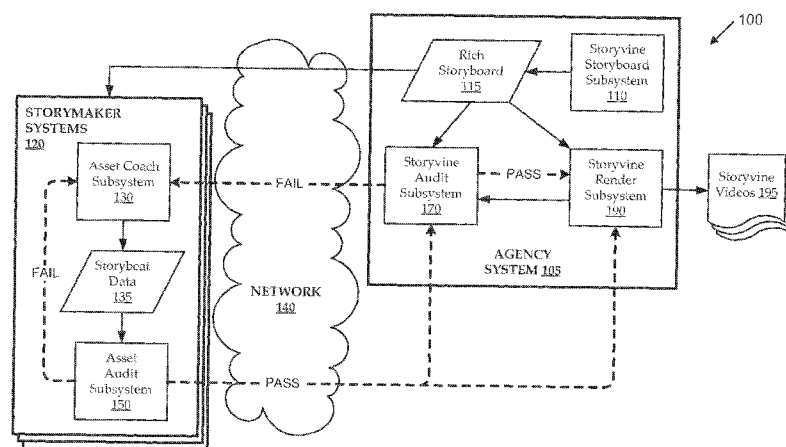 100
Rich
Storyboard
115
Storyvine
Storyboard
Subsystem
110
STORYMAKER
SYSTEMS
120
Asset Coach
Subsystem
130
FAIL
Storyvine
Audit
Subsystem
170
PASS
Storyvine
Render
Subsystem
190
Storyvine
Videos 195
AGENCY
SYSTEM 105
FAIL
Storybeat
Data
135
NETWORK
140
Asset
Audit
Subsystem
150
PASS